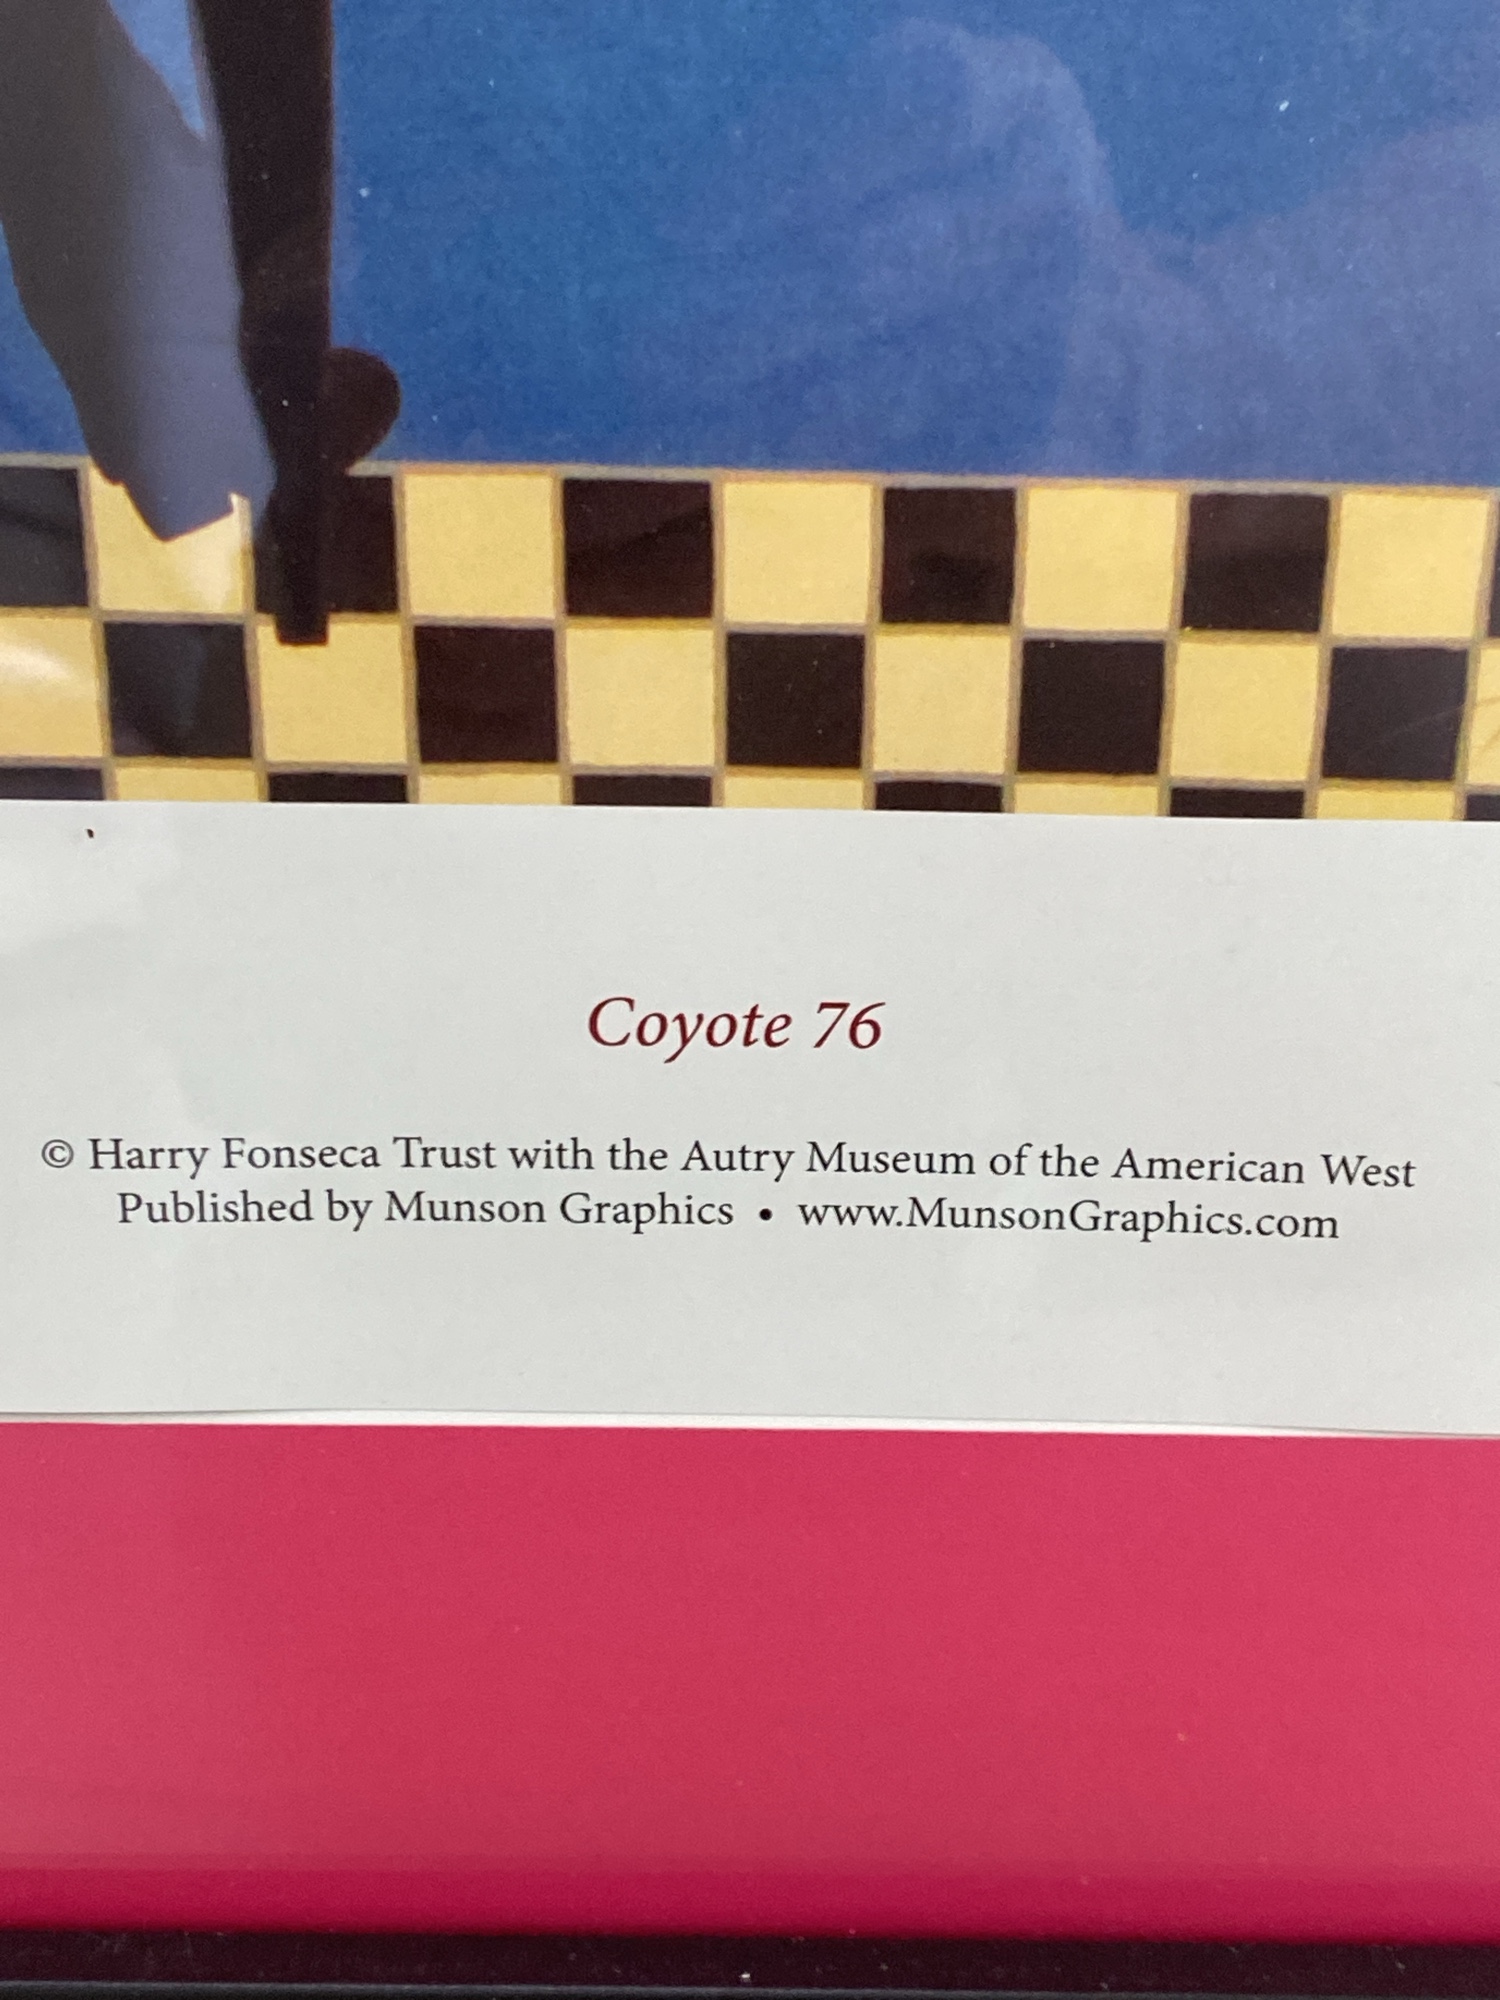 Coyote 76
© Harry Fonseca Trust with the Autry Museum of the American West
Published by Munson Graphics • www.MunsonGraphics.com